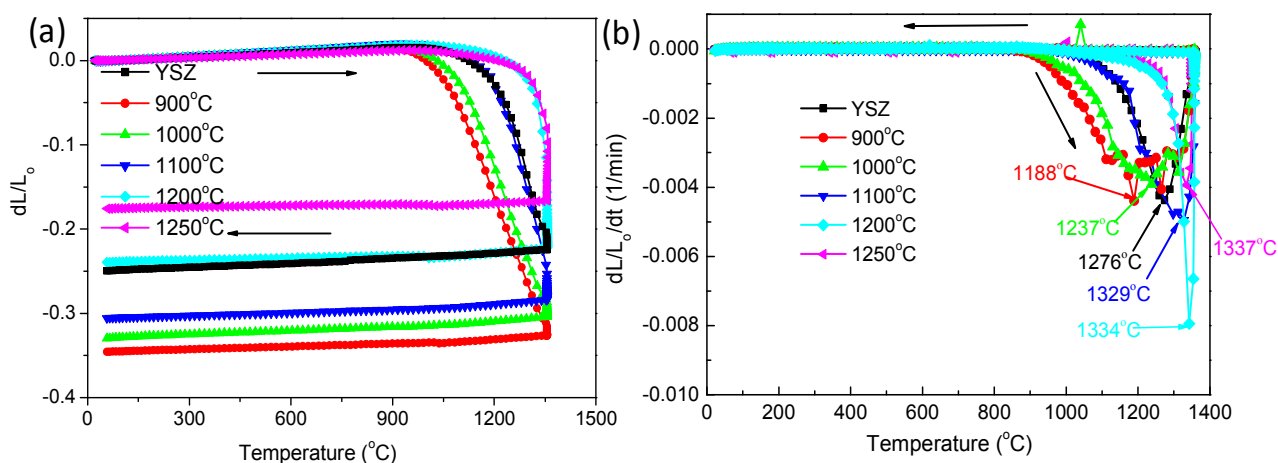 (a)
0.1
0.0
-0.1
-0.2
-0.3
-0.4
dL/Lo
YSZ
900°C
1000°C
1100°C
1200°C
1250°C
0 300 600 900 1200 1500
Temperature (°C)
(b)
0.000
-0.002
-0.004
-0.006
-0.008
-0.010
dL/Lo/dt (1/min)
YSZ
900°C
1000°C
1100°C
1200°C
1250°C
1188°C
1237°C
1276°C
1337°C
1329°C
1334°C
0 200 400 600 800 1000 1200 1400
Temperature (°C)